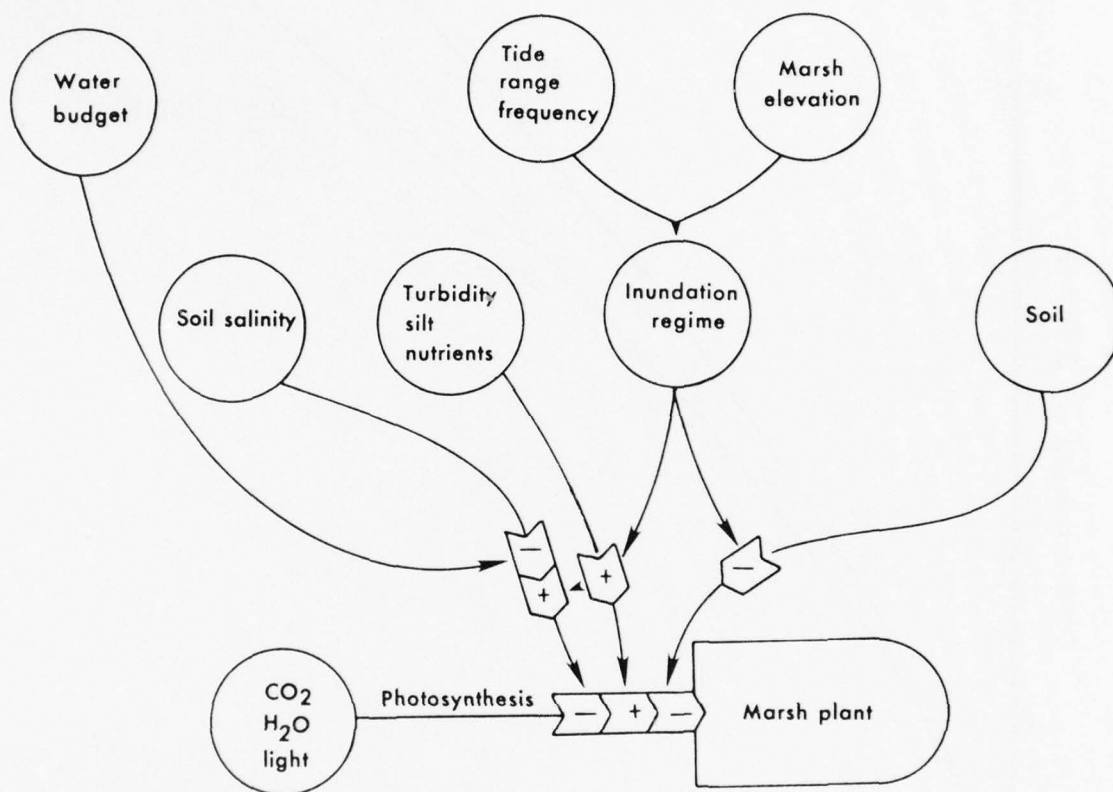 Water
budget
Tide
range
frequency
Marsh
elevation
Soil salinity
Turbidity
silt
nutrients
Inundation
regime
Soil
−
+
+
−
CO2
H2O
light
Photosynthesis
−
+
−
Marsh plant